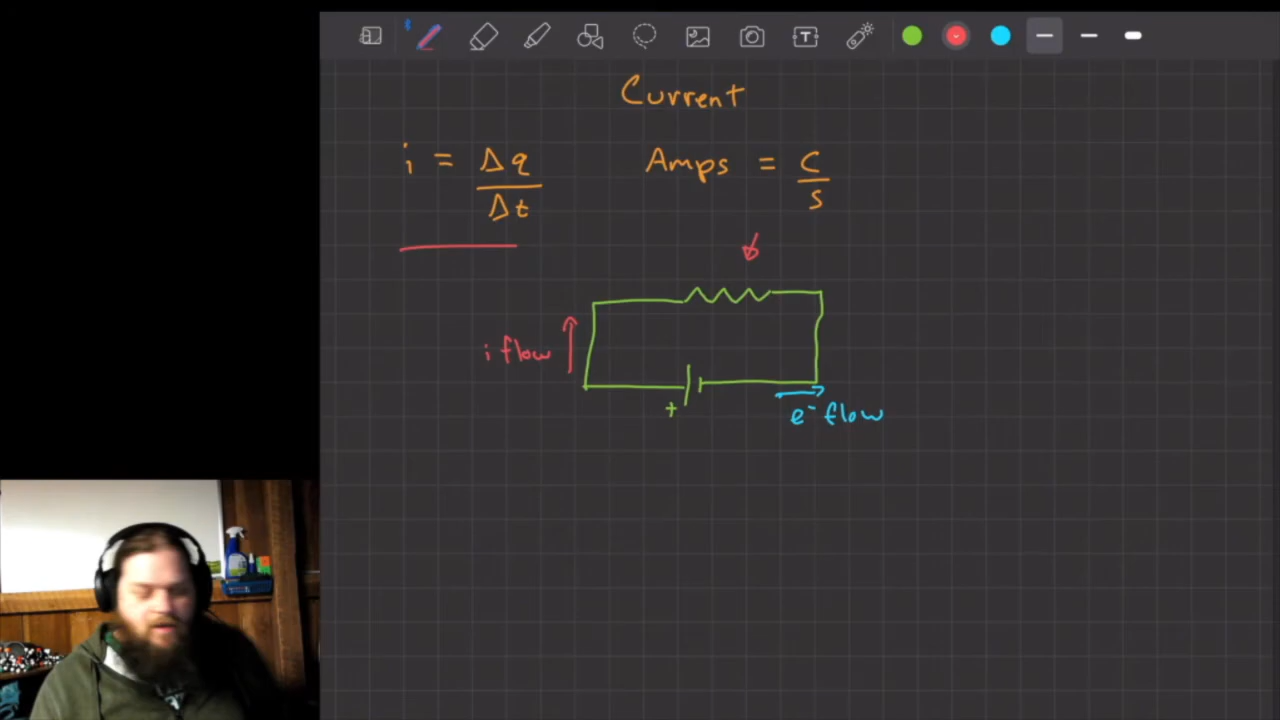 Current
i = Δq/Δt    Amps = C/s
i flow
+
e⁻ flow